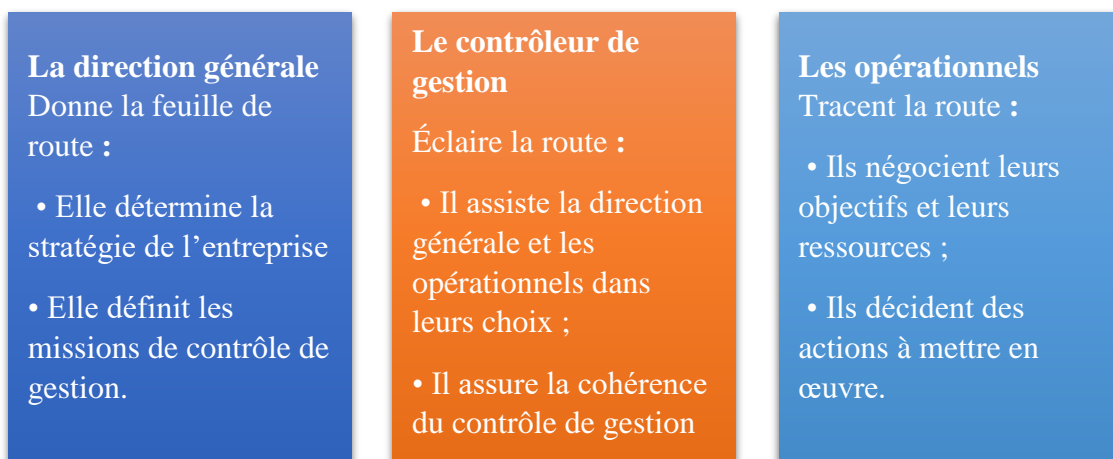 La direction générale
Donne la feuille de
route :
• Elle détermine la
stratégie de l’entreprise
• Elle définit les
missions de contrôle de
gestion.
Le contrôleur de
gestion
Éclaire la route :
• Il assiste la direction
générale et les
opérationnels dans
leurs choix ;
• Il assure la cohérence
du contrôle de gestion
Les opérationnels
Tracent la route :
• Ils négocient leurs
objectifs et leurs
ressources ;
• Ils décident des
actions à mettre en
œuvre.